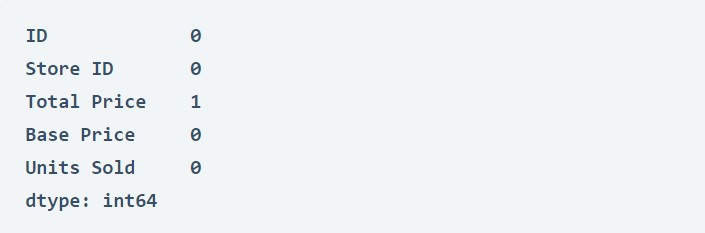 ID             0
Store ID       0
Total Price    1
Base Price     0
Units Sold     0
dtype: int64